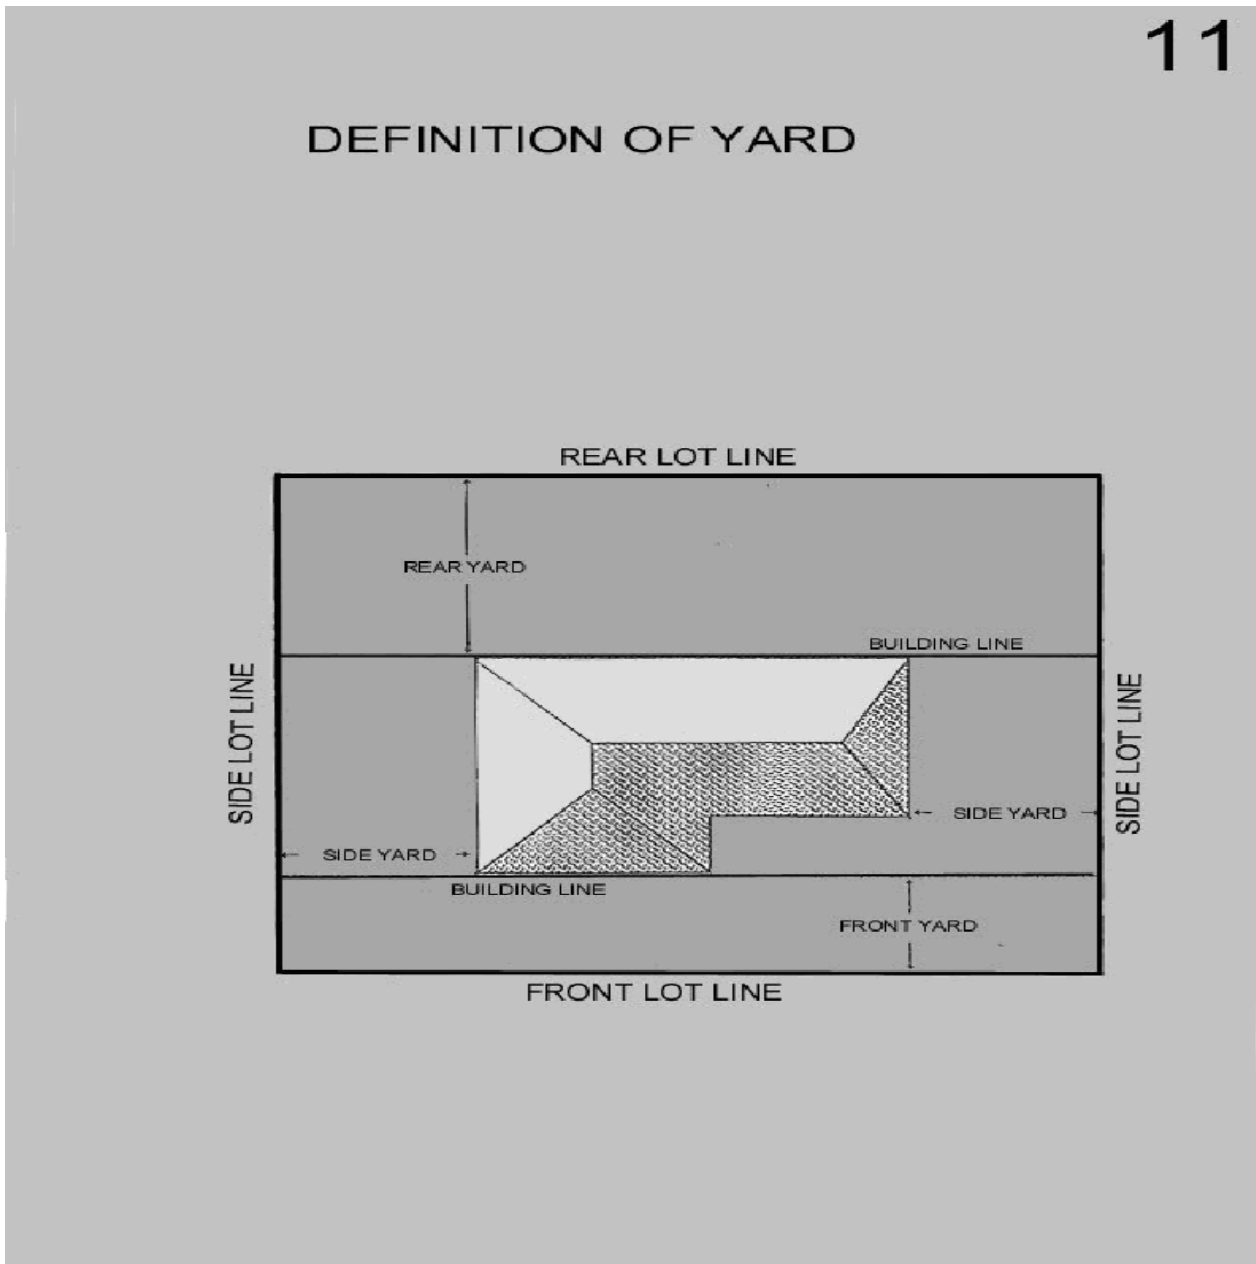 11
DEFINITION OF YARD
REAR LOT LINE
REAR YARD
BUILDING LINE
SIDE LOT LINE
SIDE LOT LINE
SIDE YARD
SIDE YARD
BUILDING LINE
FRONT YARD
FRONT LOT LINE